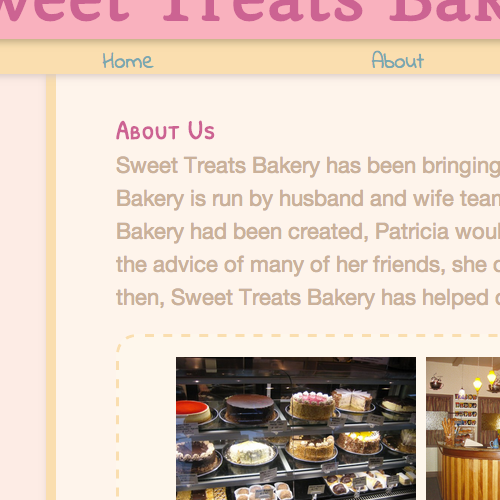 Sweet Treats Bak
Home About
About Us
Sweet Treats Bakery has been bringing
Bakery is run by husband and wife team
Bakery had been created, Patricia woul
the advice of many of her friends, she
then, Sweet Treats Bakery has helped